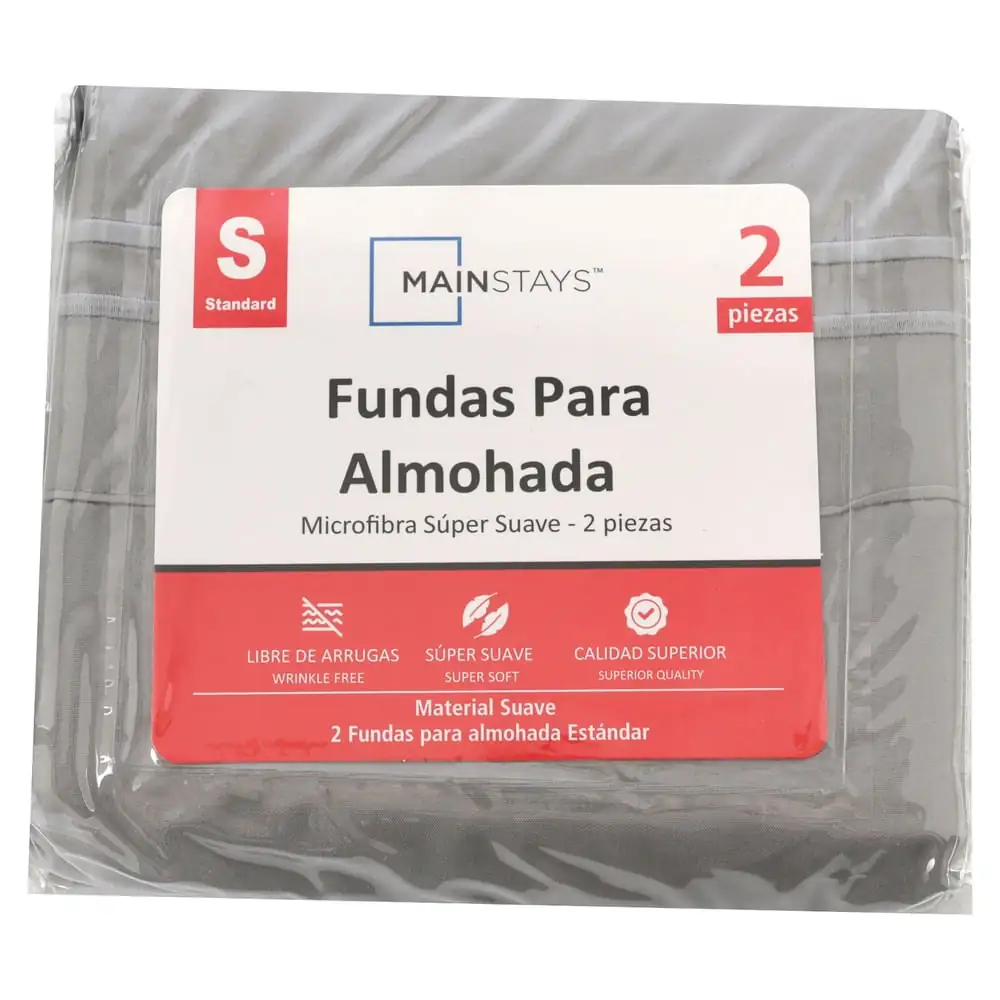 S
Standard
MAINSTAYS™
2
piezas
Fundas Para
Almohada
Microfibra Súper Suave - 2 piezas
LIBRE DE ARRUGAS
WRINKLE FREE
SÚPER SUAVE
SUPER SOFT
CALIDAD SUPERIOR
SUPERIOR QUALITY
Material Suave
2 Fundas para almohada Estándar